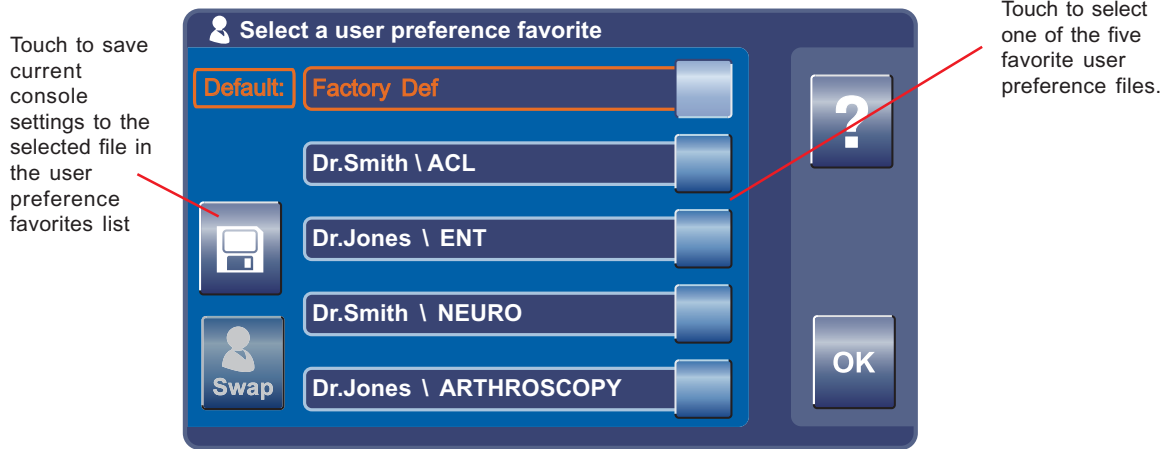 Touch to save
current
console
settings to the
selected file in
the user
preference
favorites list
Select a user preference favorite
Default:
Factory Def
Dr.Smith \ ACL
Dr.Jones \ ENT
Dr.Smith \ NEURO
Dr.Jones \ ARTHROSCOPY
Swap
?
OK
Touch to select
one of the five
favorite user
preference files.